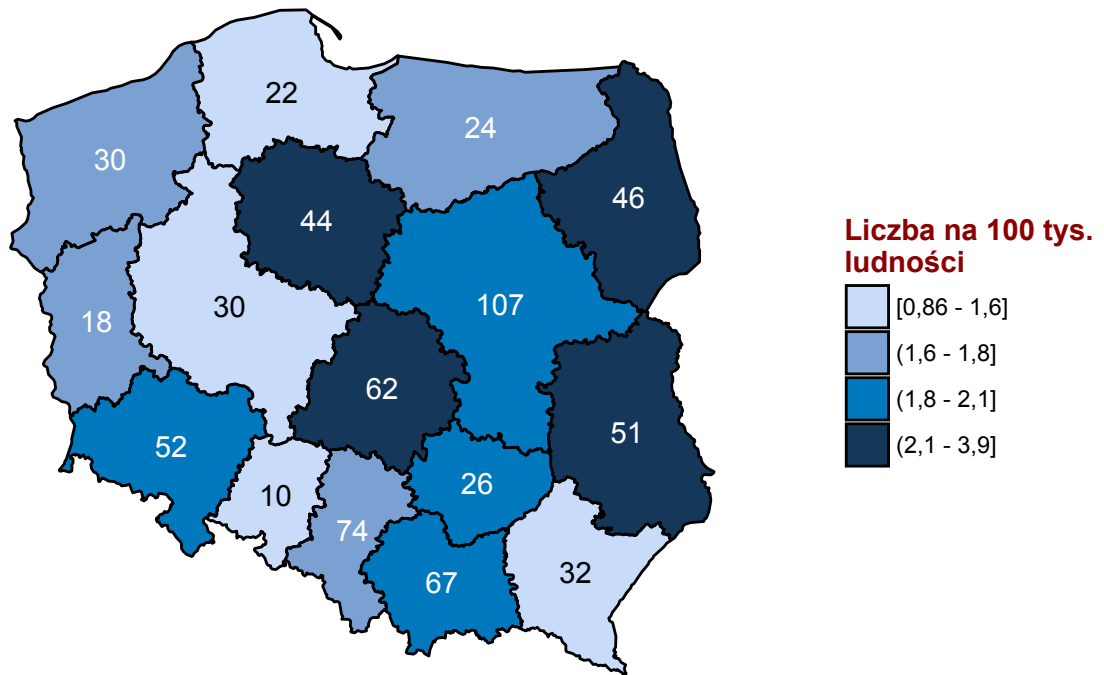 22
24
30
46
44
30
107
18
62
51
52
26
10
74
32
67
Liczba na 100 tys.
ludności
[0,86 - 1,6]
(1,6 - 1,8]
(1,8 - 2,1]
(2,1 - 3,9]